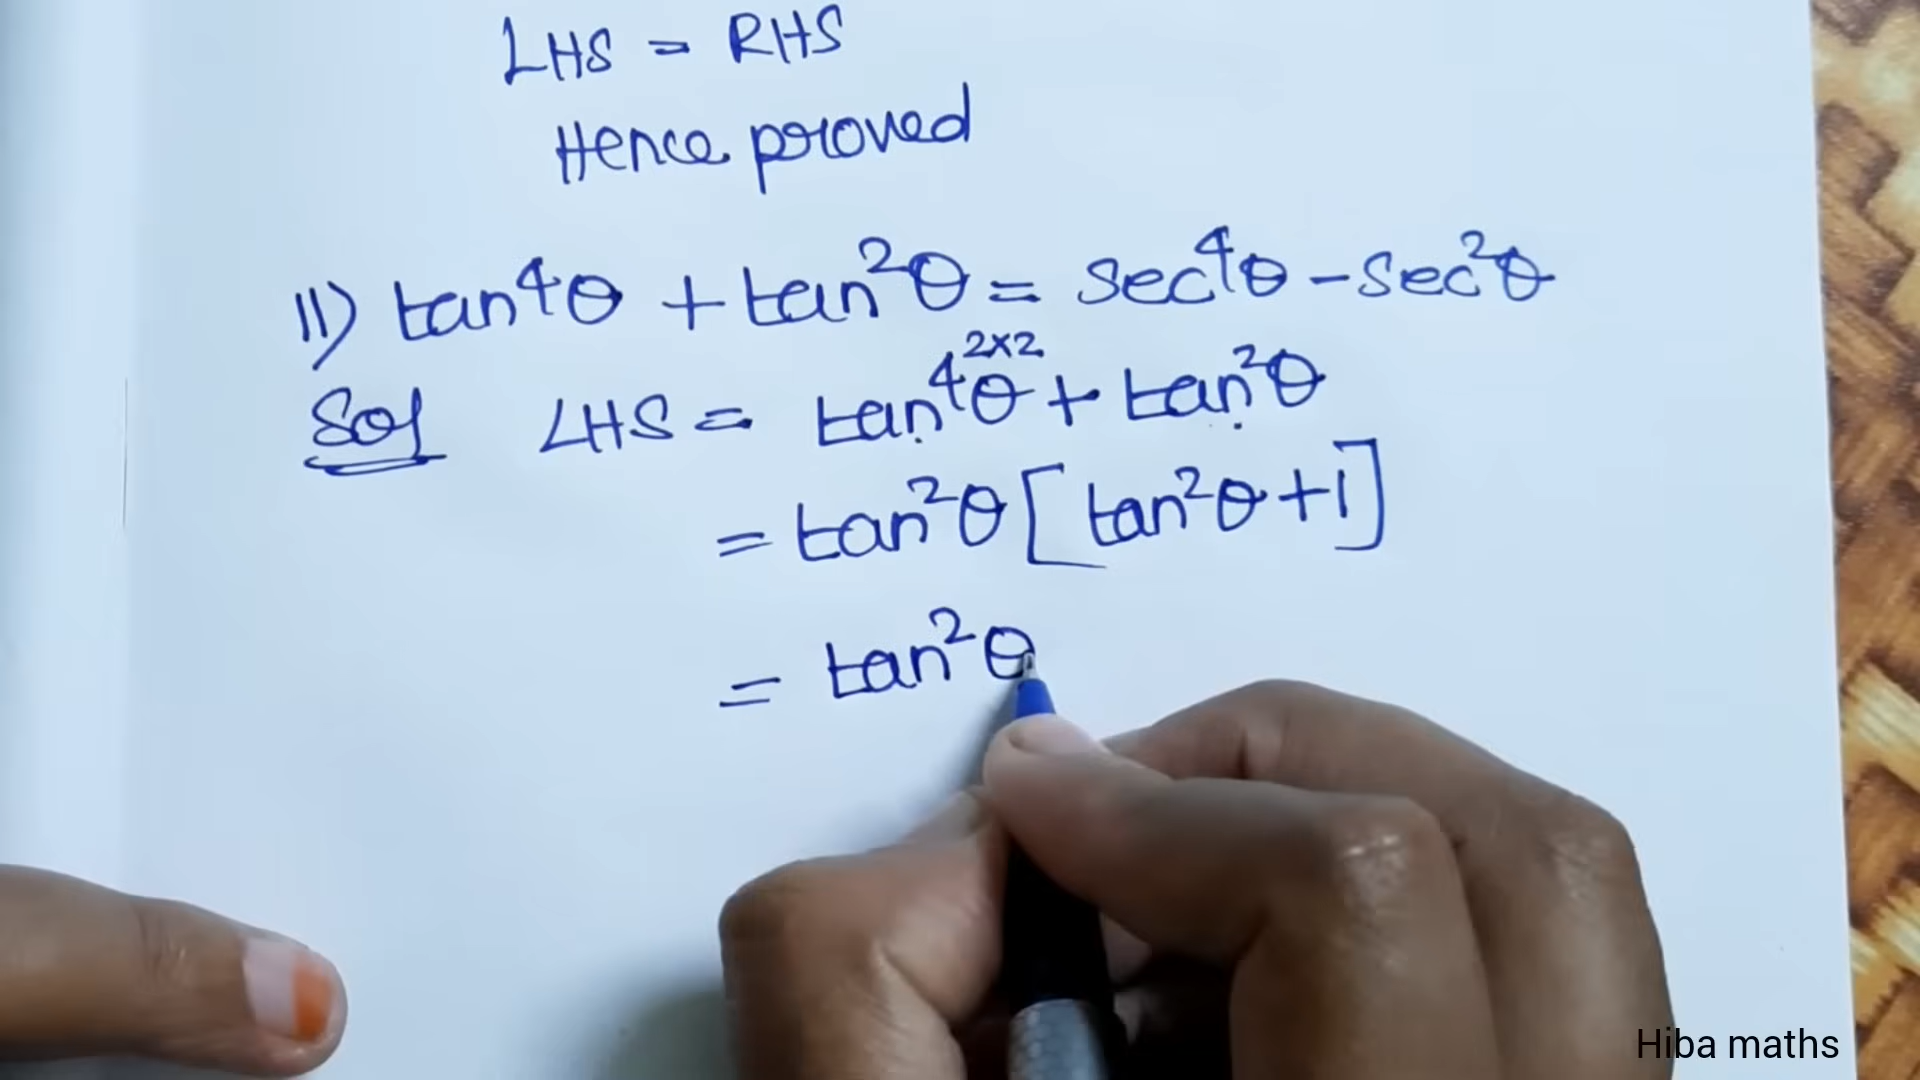 LHS = RHS
Hence proved
11) tan⁴θ + tan²θ = sec⁴θ - sec²θ
Sol LHS = tan⁴θ + tan²θ
2×2
= tan²θ [tan²θ + 1]
= tan²θ
Hiba maths